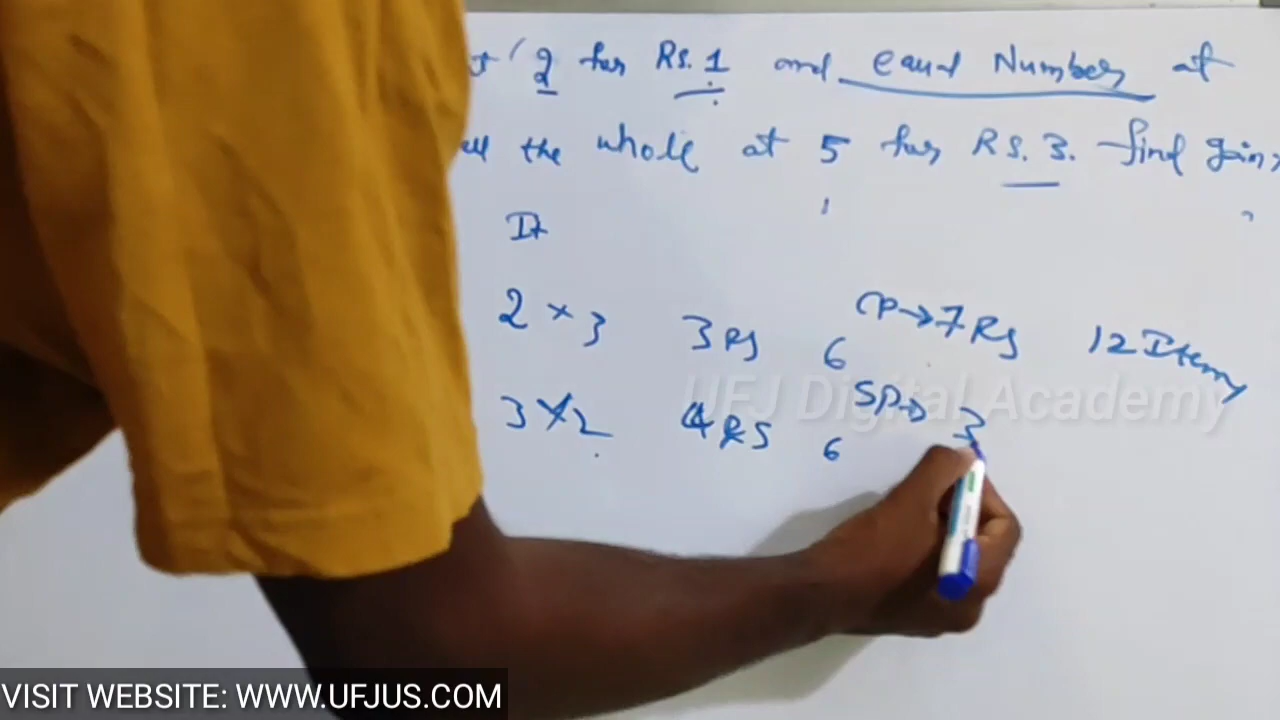 2 for Rs. 1 and equal Number at
the whole at 5 for RS. 3. find gain
It
2 × 3 3 RS 6 CP → 7 RS 12 Items
UFJ Digital Academy
3 × 2 4 RS 6 SP → 3
VISIT WEBSITE: WWW.UFJUS.COM